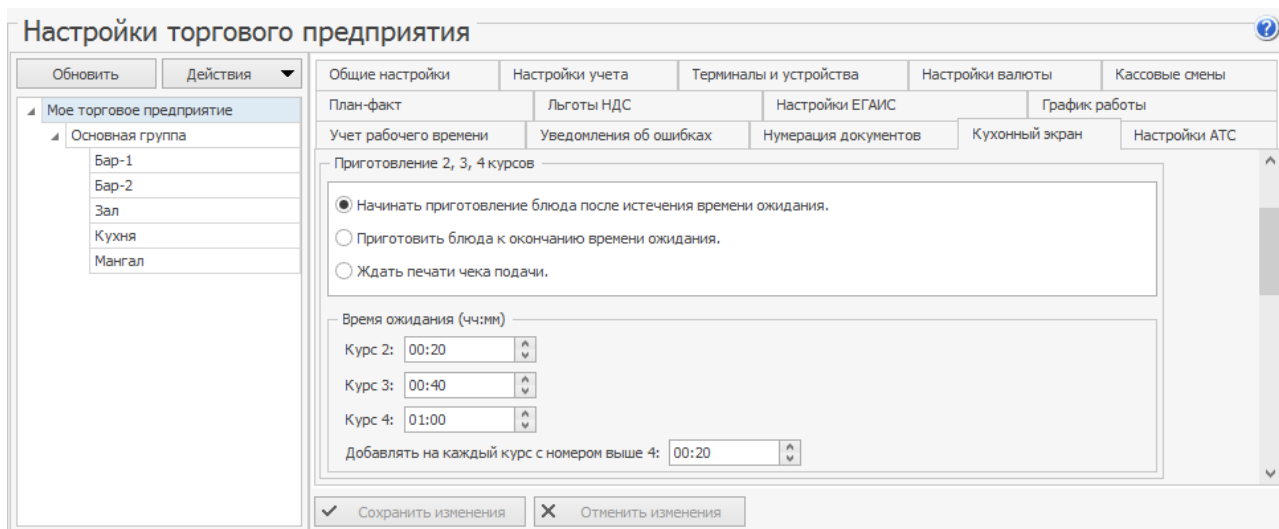 Настройки торгового предприятия
Обновить Действия
Мое торговое предприятие
Основная группа
Бар-1
Бар-2
Зал
Кухня
Мангал
Общие настройки Настройки учета Терминалы и устройства Настройки валюты Кассовые смены
План-факт Льготы НДС Настройки ЕГАИС График работы
Учет рабочего времени Уведомления об ошибках Нумерация документов Кухонный экран Настройки АТС
Приготовление 2, 3, 4 курсов
Начинать приготовление блюда после истечения времени ожидания.
Приготовить блюда к окончанию времени ожидания.
Ждать печати чека подачи.
Время ожидания (чч:мм)
Курс 2: 00:20
Курс 3: 00:40
Курс 4: 01:00
Добавлять на каждый курс с номером выше 4: 00:20
Сохранить изменения Отменить изменения